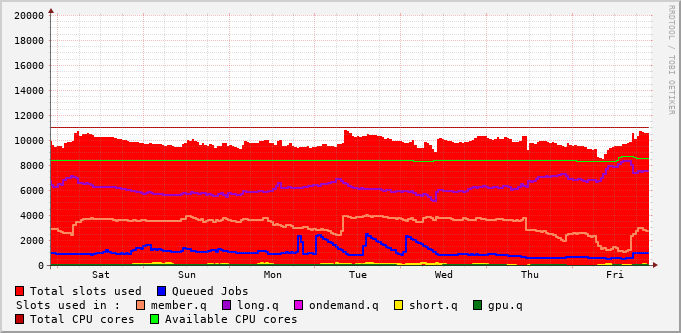 20000
18000
16000
14000
12000
10000
8000
6000
4000
2000
0
Sat Sun Mon Tue Wed Thu Fri
RRDTOOL / TOBI OETIKER
Total slots used Queued Jobs
Slots used in : member.q long.q ondemand.q short.q gpu.q
Total CPU cores Available CPU cores